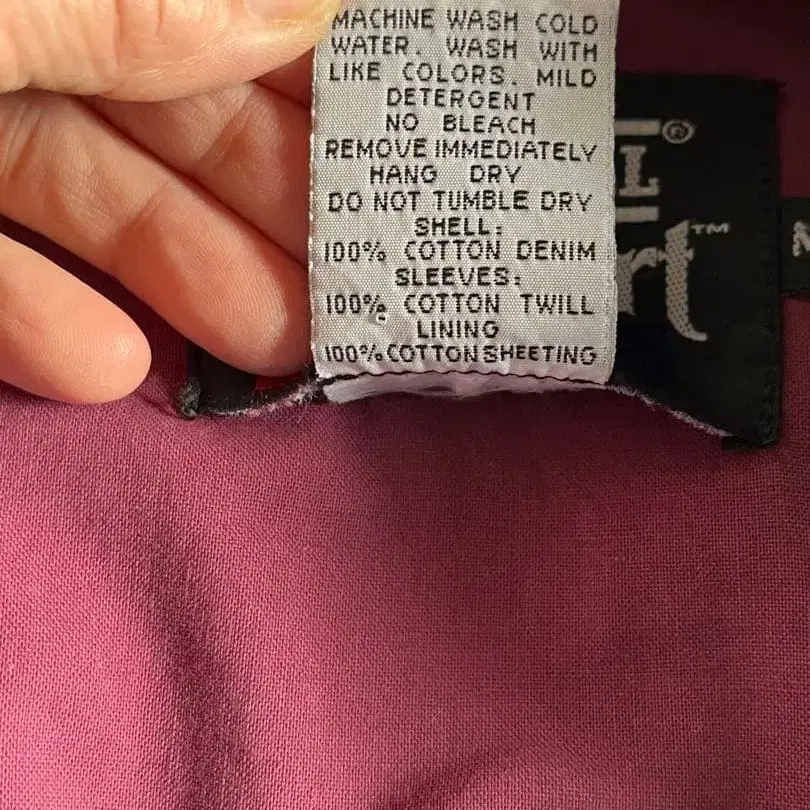 MACHINE WASH COLD
WATER. WASH WITH
LIKE COLORS. MILD
DETERGENT
NO BLEACH
REMOVE IMMEDIATELY
HANG DRY
DO NOT TUMBLE DRY
SHELL:
100% COTTON DENIM
SLEEVES:
100% COTTON TWILL
LINING
100% COTTON SHEETING
®
TM